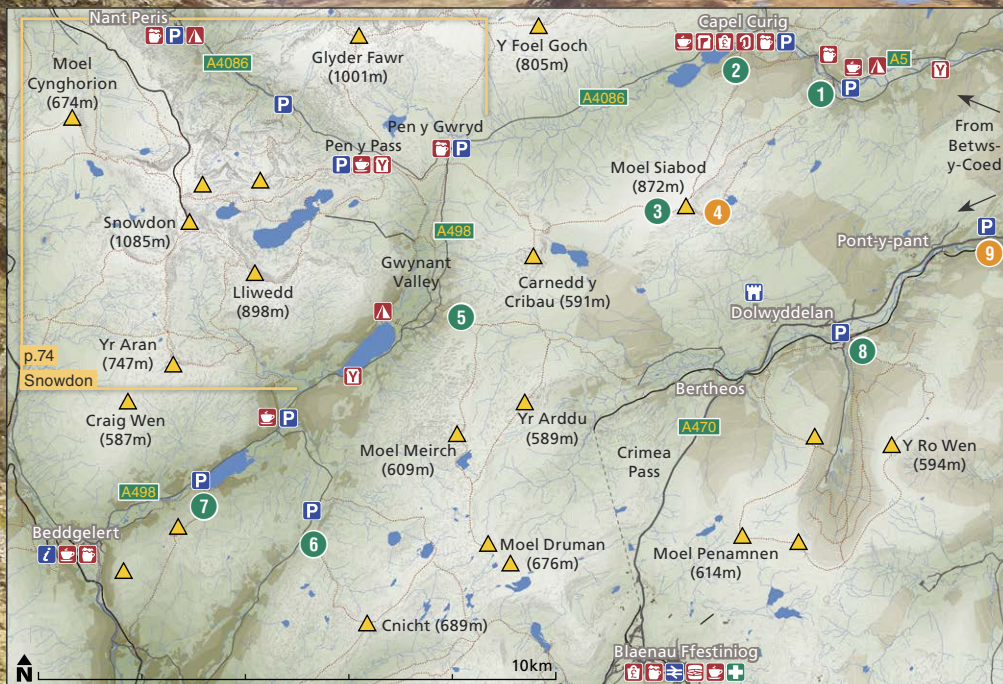 Nant Peris
P
A4086
Glyder Fawr
(1001m)
Y Foel Goch
(805m)
Capel Curig
P
2
A5
Y
1
P
Moel
Cynghorion
(674m)
P
A4086
From
Betws-
y-Coed
Pen y Gwryd
P
Pen y Pass
P
Y
Moel Siabod
(872m)
3
4
Snowdon
(1085m)
A498
Gwynant
Valley
Lliwedd
(898m)
Carnedd y
Cribau (591m)
Pont-y-pant
P
9
5
Dolwyddelan
P
8
Yr Aran
(747m)
p.74
Snowdon
Y
Bertheos
Craig Wen
(587m)
P
Yr Arddu
(589m)
A470
Crimea
Pass
Moel Meirch
(609m)
Y Ro Wen
(594m)
A498
P
7
P
6
Beddgelert
i
Moel Druman
(676m)
Moel Penamnen
(614m)
Cnicht (689m)
N
10km
Blaenau Ffestiniog